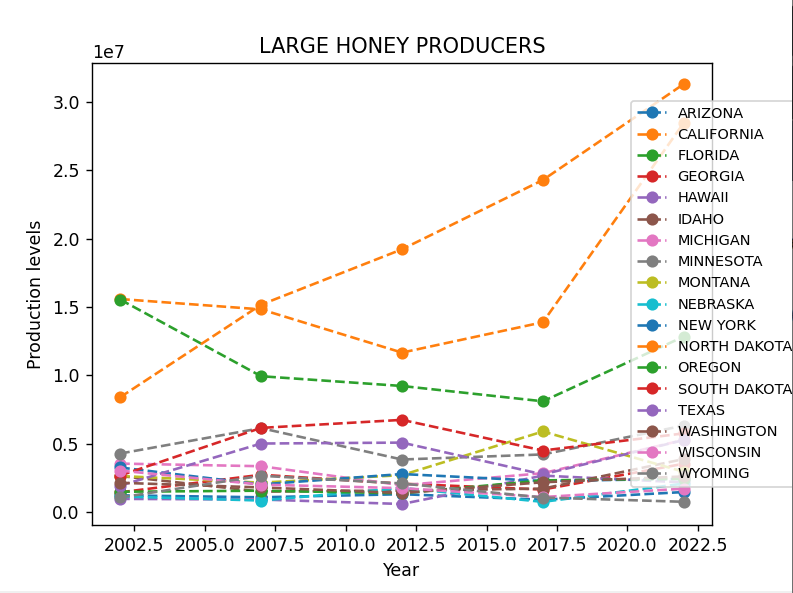 LARGE HONEY PRODUCERS
1e7
3.0
2.5
2.0
1.5
1.0
0.5
0.0
Production levels
2002.5 2005.0 2007.5 2010.0 2012.5 2015.0 2017.5 2020.0 2022.5
Year
ARIZONA
CALIFORNIA
FLORIDA
GEORGIA
HAWAII
IDAHO
MICHIGAN
MINNESOTA
MONTANA
NEBRASKA
NEW YORK
NORTH DAKOTA
OREGON
SOUTH DAKOTA
TEXAS
WASHINGTON
WISCONSIN
WYOMING